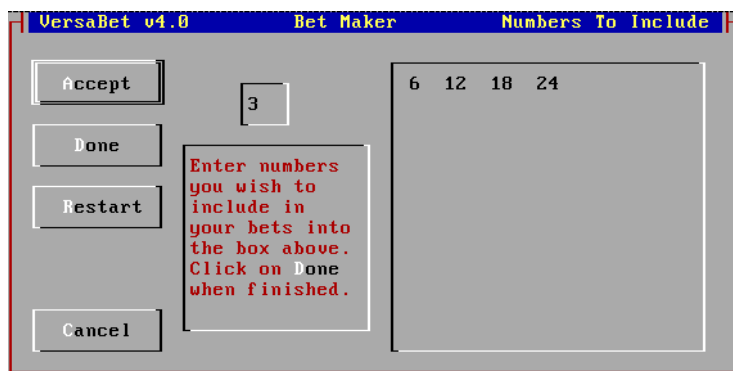 VersaBet v4.0 Bet Maker Numbers To Include
Accept
3
6 12 18 24
Done
Enter numbers
you wish to
include in
your bets into
the box above.
Click on Done
when finished.
Restart
Cancel